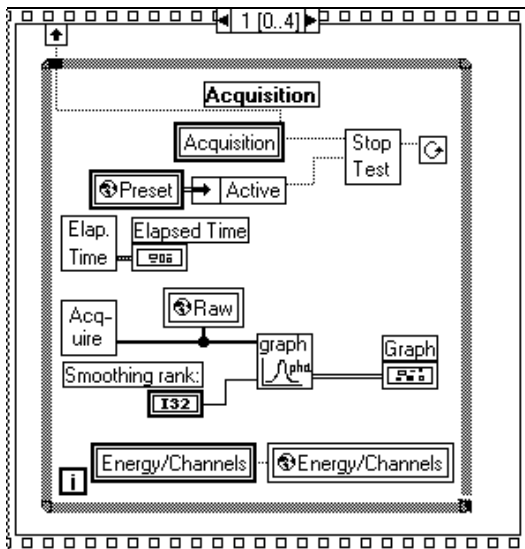 1 [0..4]
Acquisition
Acquisition
Stop
Test
Preset
Active
Elap.
Time
Elapsed Time
Raw
Acq-
uire
graph
phd
Graph
Smoothing rank:
I32
Energy/Channels
Energy/Channels
i